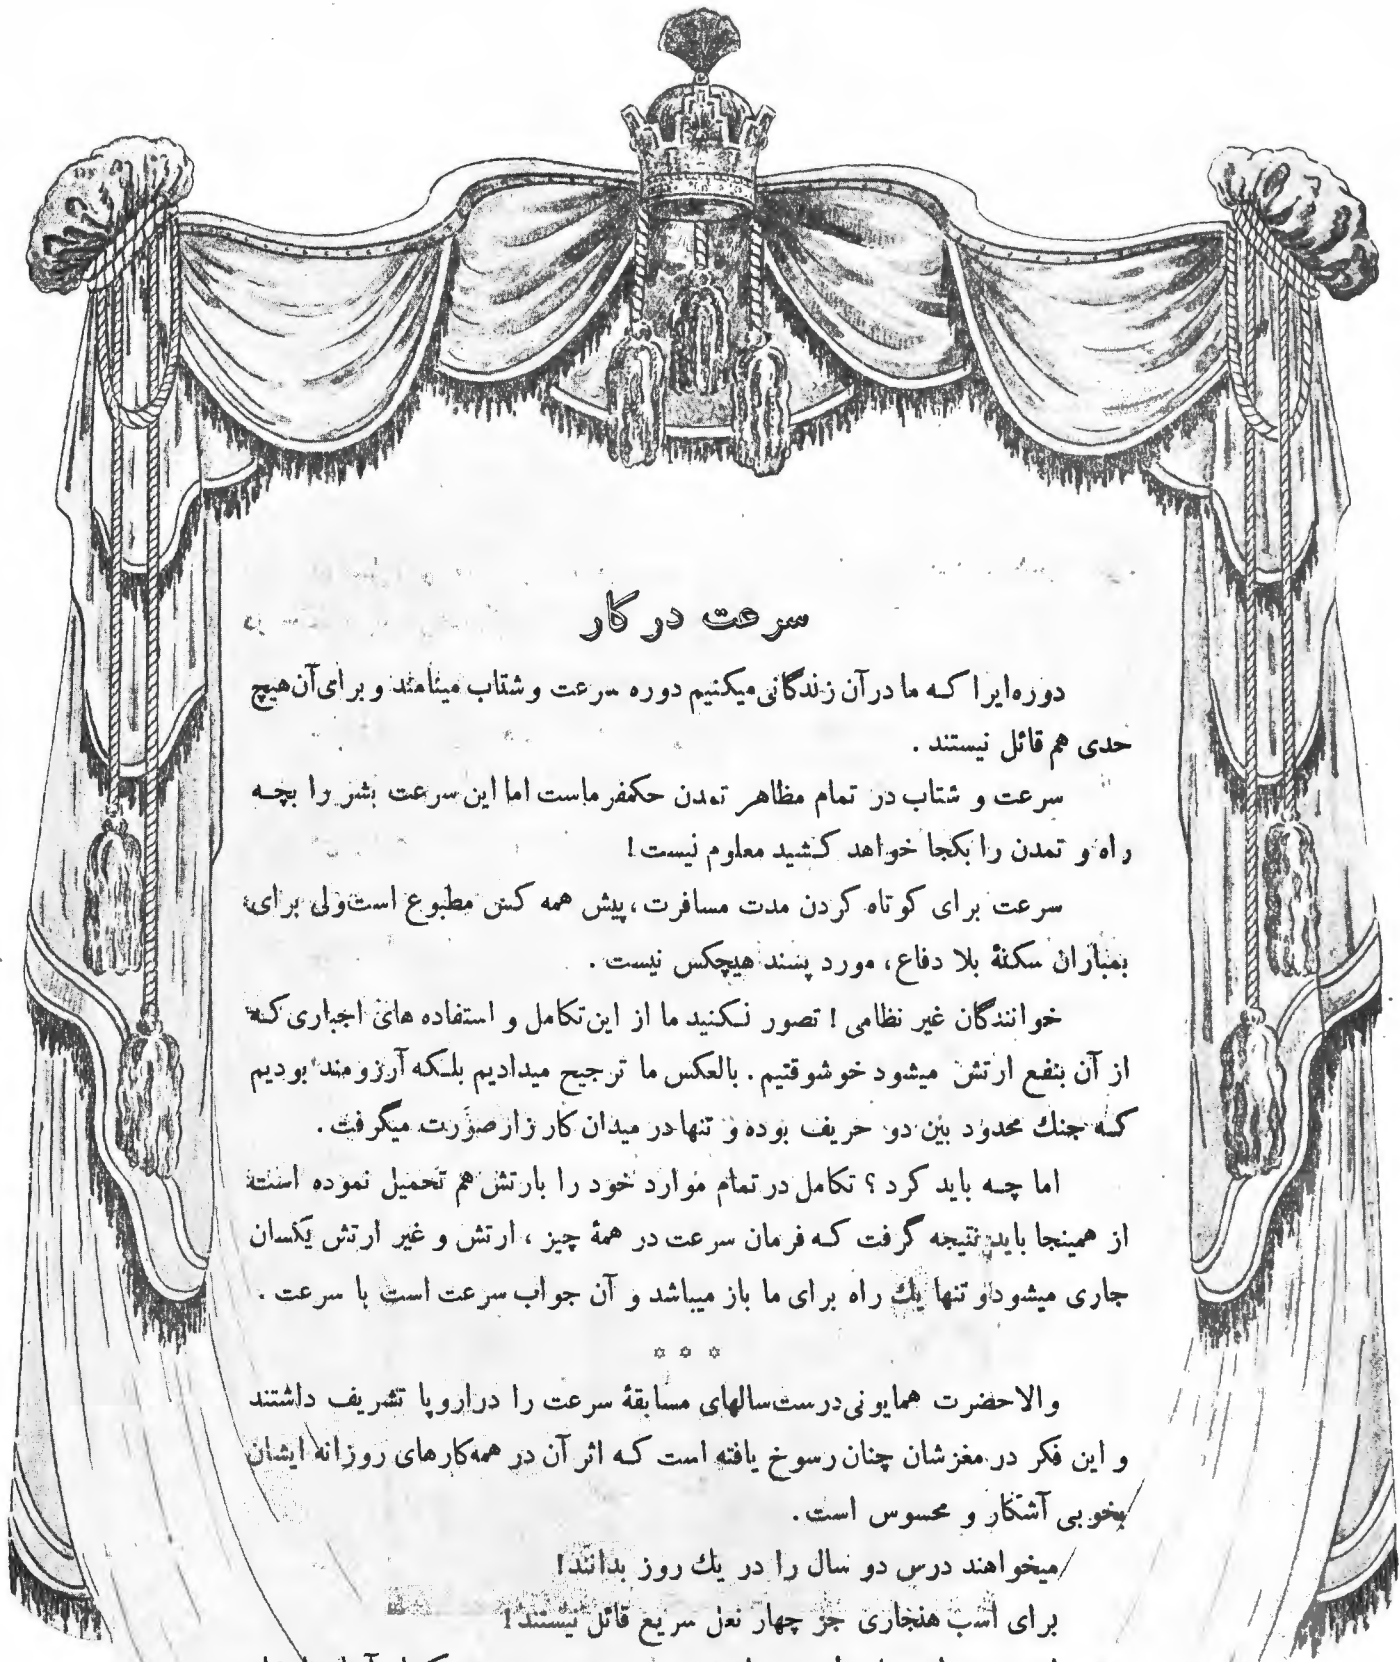 سرعت در کار
دوره‌ایرا که ما در آن زندگانی میکنیم دوره سرعت و شتاب مینامند و برای آن هیچ
حدی هم قائل نیستند .
سرعت و شتاب در تمام مظاهر تمدن حکمفرماست اما این سرعت بشر را بچه
راه و تمدن را بکجا خواهد کشید معلوم نیست !
سرعت برای کوتاه کردن مدت مسافرت، پیش همه کس مطبوع است ولی برای
بمباران سکنهٔ بلا دفاع، مورد پسند هیچکس نیست .
خوانندگان غیر نظامی ! تصور نکنید ما از این تکامل و استفاده های اجباری که
از آن بنفع ارتش میشود خوشوقتیم . بالعکس ما ترجیح میدادیم بلکه آرزومند بودیم
که جنك محدود بین دو حریف بوده و تنها در میدان کارزار صورت میگرفت .
اما چه باید کرد ؟ تکامل در تمام موارد خود را بارتش هم تحمیل نموده است
از همینجا باید نتیجه گرفت که فرمان سرعت در همهٔ چیز ، ارتش و غیر ارتش یکسان
جاری میشود و تنها یك راه برای ما باز میباشد و آن جواب سرعت است با سرعت .
✡ ✡ ✡
والاحضرت همایونی درست سالهای مسابقهٔ سرعت را در اروپا تشریف داشتند
و این فکر در مغزشان چنان رسوخ یافته است که اثر آن در همه کارهای روزانه ایشان
بخوبی آشکار و محسوس است .
میخواهند درس دو سال را در یك روز بدانند !
برای اسب هنجاری جز چهار نعل سریع قائل نیستند !